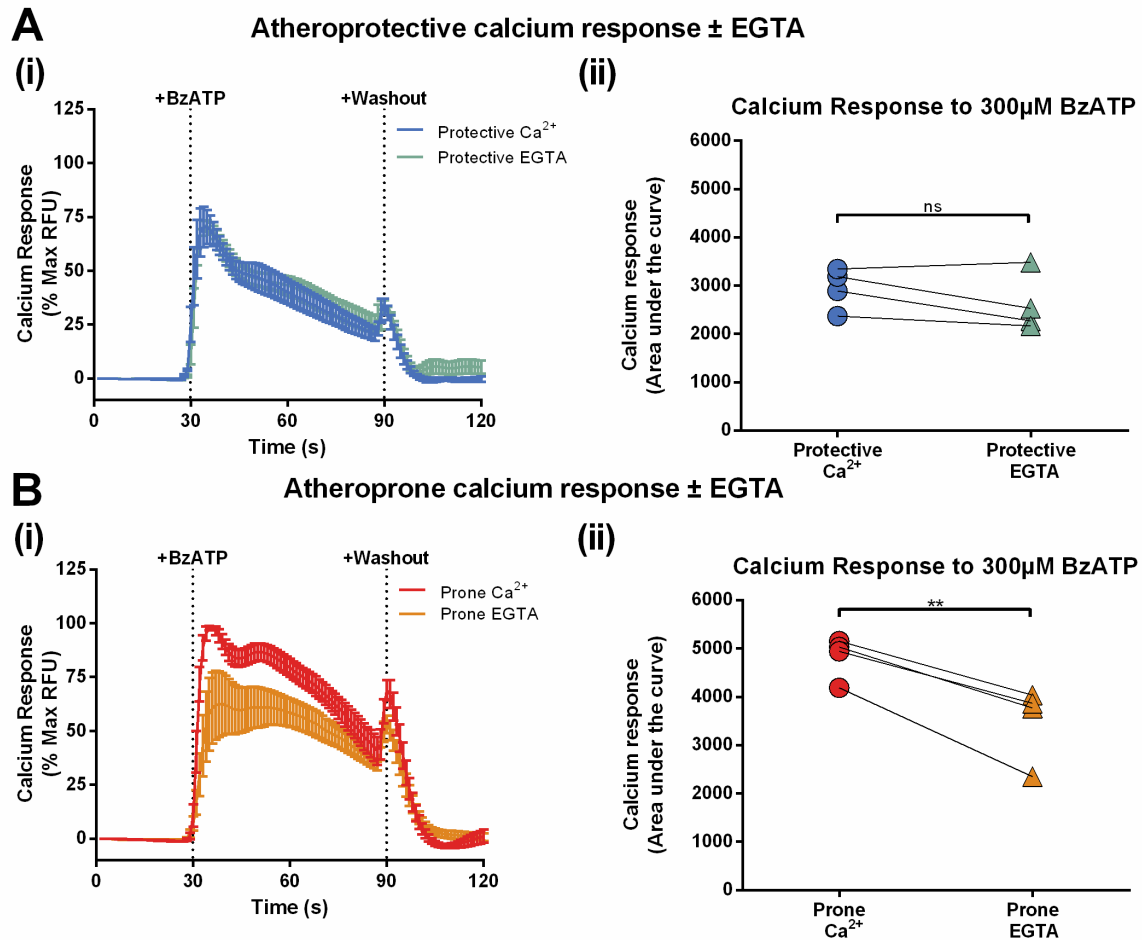 A
Atheroprotective calcium response ± EGTA
(i)
+BzATP
+Washout
125
100
75
50
25
0
Calcium Response
(% Max RFU)
Protective Ca²⁺
Protective EGTA
0
30
60
90
120
Time (s)
(ii)
Calcium Response to 300µM BzATP
6000
5000
4000
3000
2000
1000
0
Calcium response
(Area under the curve)
ns
Protective
Ca²⁺
Protective
EGTA
B
Atheroprone calcium response ± EGTA
(i)
+BzATP
+Washout
125
100
75
50
25
0
Calcium Response
(% Max RFU)
Prone Ca²⁺
Prone EGTA
0
30
60
90
120
Time (s)
(ii)
Calcium Response to 300µM BzATP
6000
5000
4000
3000
2000
1000
0
Calcium response
(Area under the curve)
**
Prone
Ca²⁺
Prone
EGTA